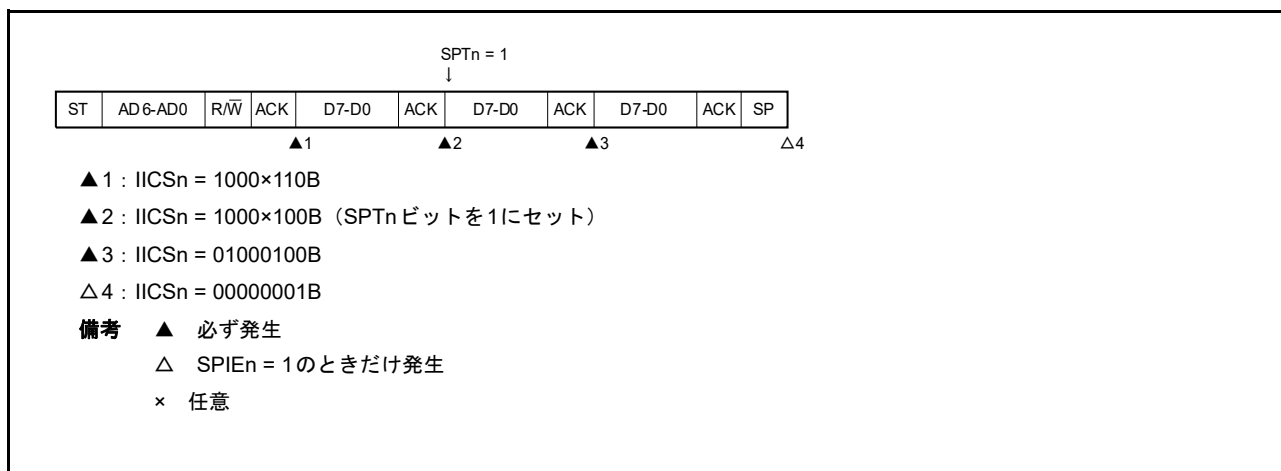 SPTn = 1
↓
ST AD6-AD0 R/W̅ ACK D7-D0 ACK D7-D0 ACK D7-D0 ACK SP
▲1 ▲2 ▲3 △4
▲1：IICSn = 1000×110B
▲2：IICSn = 1000×100B（SPTnビットを1にセット）
▲3：IICSn = 01000100B
△4：IICSn = 00000001B
備考 ▲ 必ず発生
△ SPIEn = 1のときだけ発生
× 任意